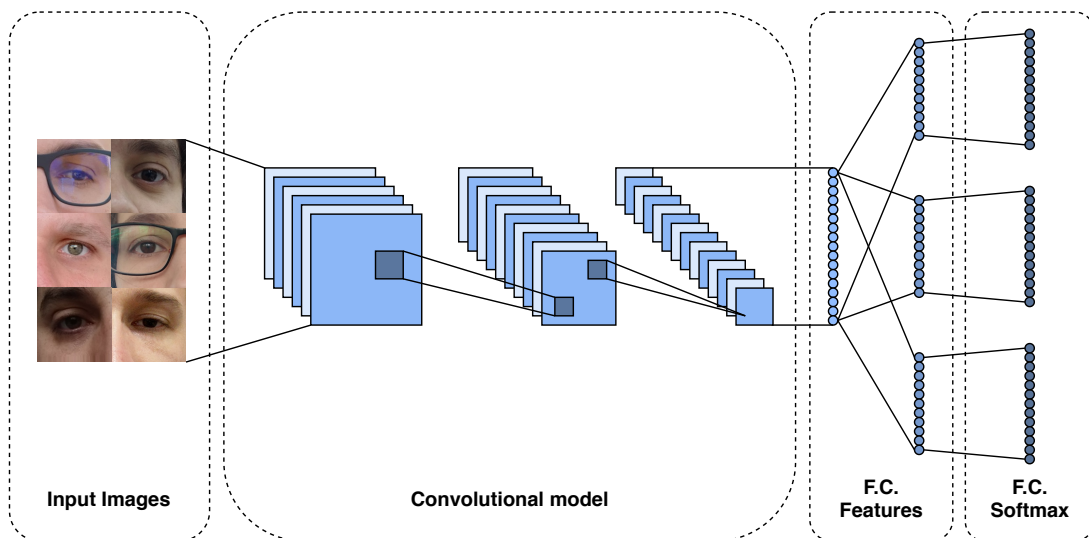 Input Images
Convolutional model
F.C.
Features
F.C.
Softmax